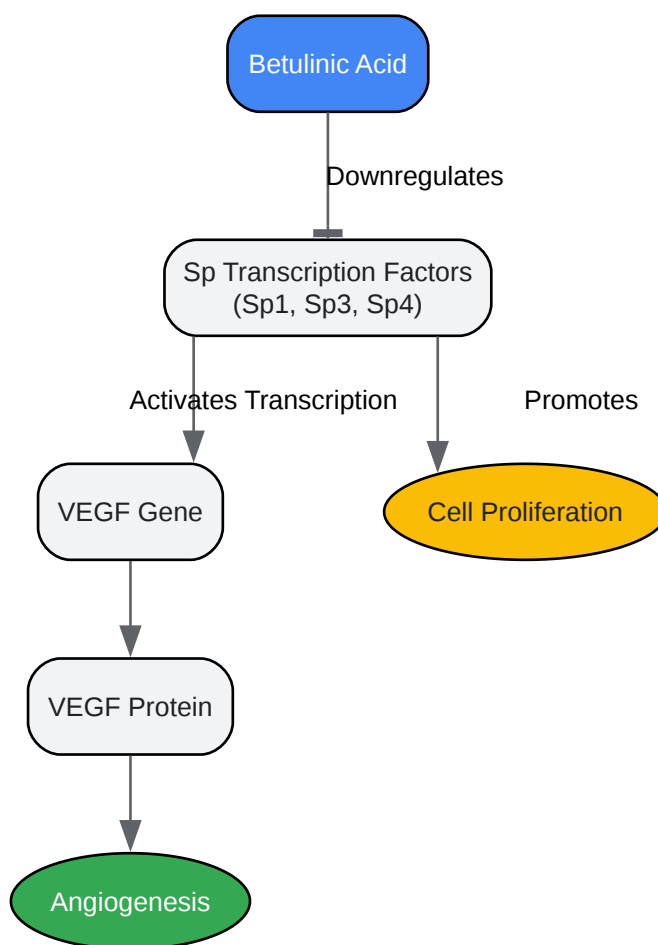 Betulinic Acid
Downregulates
Sp Transcription Factors
(Sp1, Sp3, Sp4)
Activates Transcription
Promotes
VEGF Gene
Cell Proliferation
VEGF Protein
Angiogenesis